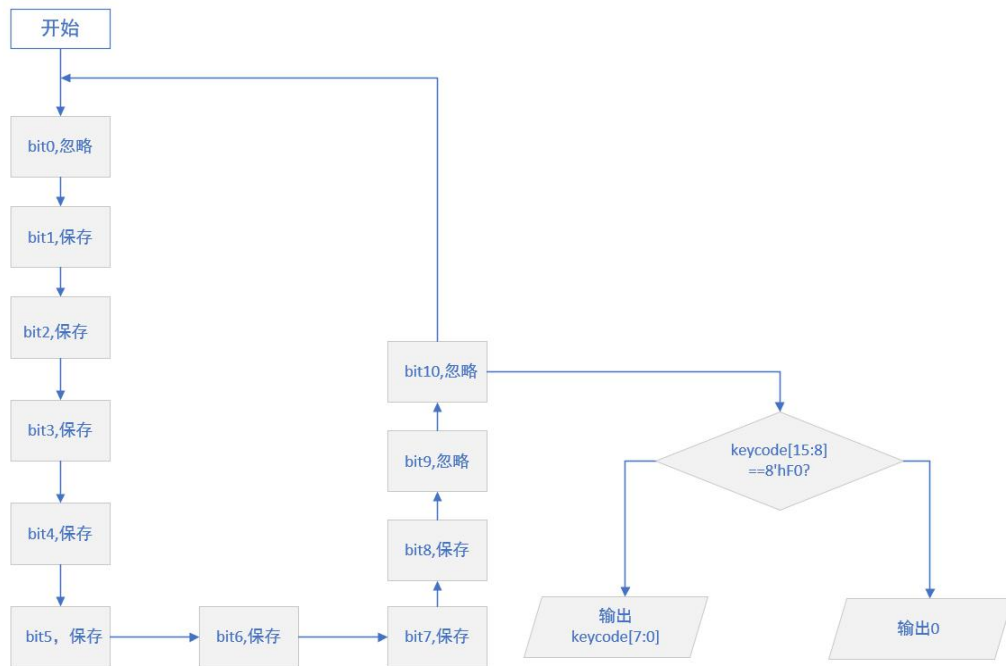 开始
bit0,忽略
bit1,保存
bit2,保存
bit3,保存
bit4,保存
bit5，保存
bit6,保存
bit7,保存
bit8,保存
bit9,忽略
bit10,忽略
keycode[15:8]
==8'hF0?
输出
keycode[7:0]
输出0